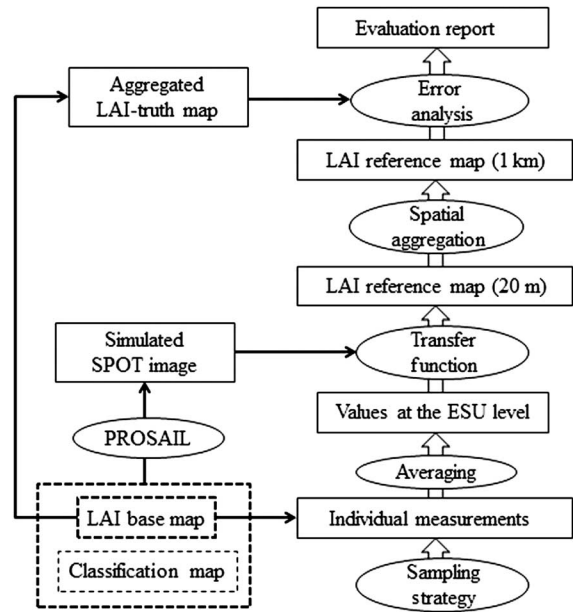 Evaluation report
Aggregated
LAI-truth map
Error
analysis
LAI reference map (1 km)
Spatial
aggregation
LAI reference map (20 m)
Simulated
SPOT image
Transfer
function
Values at the ESU level
PROSAIL
Averaging
LAI base map
Individual measurements
Classification map
Sampling
strategy